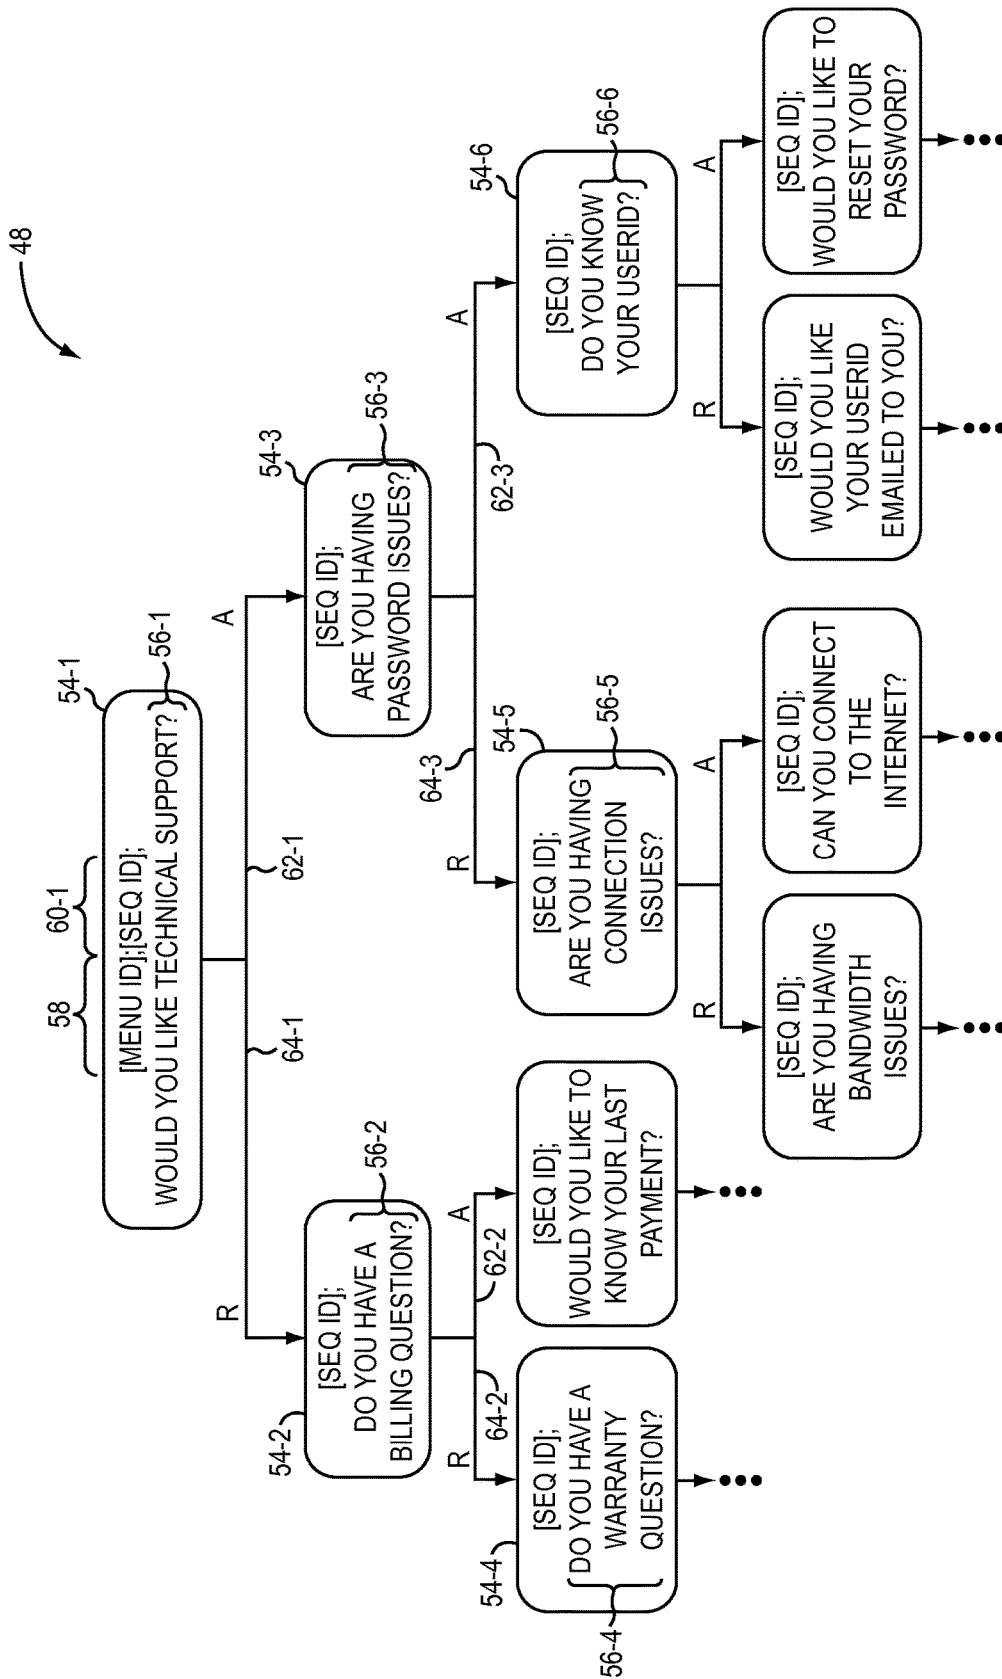 48
58
60-1
54-1
[MENU ID];[SEQ ID];
WOULD YOU LIKE TECHNICAL SUPPORT?
56-1
64-1
62-1
R
A
54-2
[SEQ ID];
DO YOU HAVE A
BILLING QUESTION?
56-2
54-3
[SEQ ID];
ARE YOU HAVING
PASSWORD ISSUES?
56-3
R
64-2
62-2
A
R
64-3
62-3
A
54-4
[SEQ ID];
DO YOU HAVE A
WARRANTY
QUESTION?
56-4
[SEQ ID];
WOULD YOU LIKE TO
KNOW YOUR LAST
PAYMENT?
54-5
[SEQ ID];
ARE YOU HAVING
CONNECTION
ISSUES?
56-5
54-6
[SEQ ID];
DO YOU KNOW
YOUR USERID?
56-6
R
A
R
A
[SEQ ID];
ARE YOU HAVING
BANDWIDTH
ISSUES?
[SEQ ID];
CAN YOU CONNECT
TO THE
INTERNET?
[SEQ ID];
WOULD YOU LIKE
YOUR USERID
EMAILED TO YOU?
[SEQ ID];
WOULD YOU LIKE TO
RESET YOUR
PASSWORD?